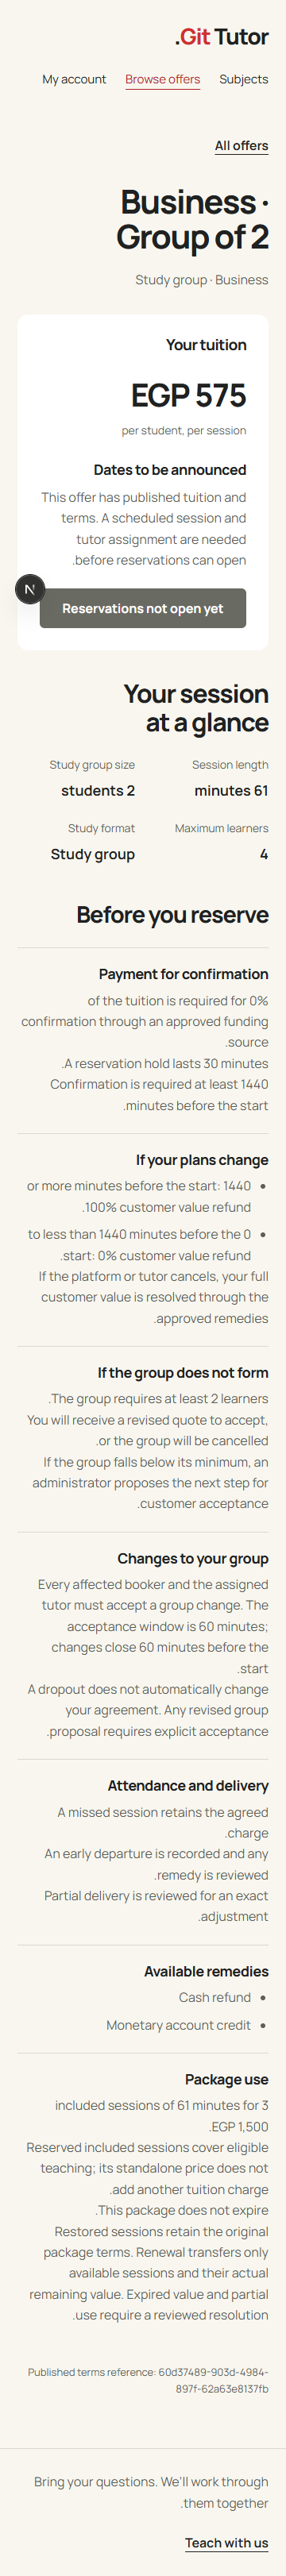 .Git Tutor
My account Browse offers Subjects
All offers
Business ·
Group of 2
Study group · Business
Your tuition
EGP 575
per student, per session
Dates to be announced
This offer has published tuition and
terms. A scheduled session and
tutor assignment are needed
.before reservations can open
N
Reservations not open yet
Your session
at a glance
Study group size Session length
students 2 minutes 61
Study format Maximum learners
Study group 4
Before you reserve
Payment for confirmation
of the tuition is required for 0%
confirmation through an approved funding
.source
.A reservation hold lasts 30 minutes
Confirmation is required at least 1440
.minutes before the start
If your plans change
or more minutes before the start: 1440 •
.100% customer value refund
to less than 1440 minutes before the 0 •
.start: 0% customer value refund
If the platform or tutor cancels, your full
customer value is resolved through the
.approved remedies
If the group does not form
.The group requires at least 2 learners
You will receive a revised quote to accept,
.or the group will be cancelled
If the group falls below its minimum, an
administrator proposes the next step for
.customer acceptance
Changes to your group
Every affected booker and the assigned
tutor must accept a group change. The
acceptance window is 60 minutes;
changes close 60 minutes before the
.start
A dropout does not automatically change
your agreement. Any revised group
.proposal requires explicit acceptance
Attendance and delivery
A missed session retains the agreed
.charge
An early departure is recorded and any
.remedy is reviewed
Partial delivery is reviewed for an exact
.adjustment
Available remedies
Cash refund •
Monetary account credit •
Package use
included sessions of 61 minutes for 3
.EGP 1,500
Reserved included sessions cover eligible
teaching; its standalone price does not
.add another tuition charge
.This package does not expire
Restored sessions retain the original
package terms. Renewal transfers only
available sessions and their actual
remaining value. Expired value and partial
.use require a reviewed resolution
Published terms reference: 60d37489-903d-4984-
897f-62a63e8137fb
Bring your questions. We'll work through
.them together
Teach with us